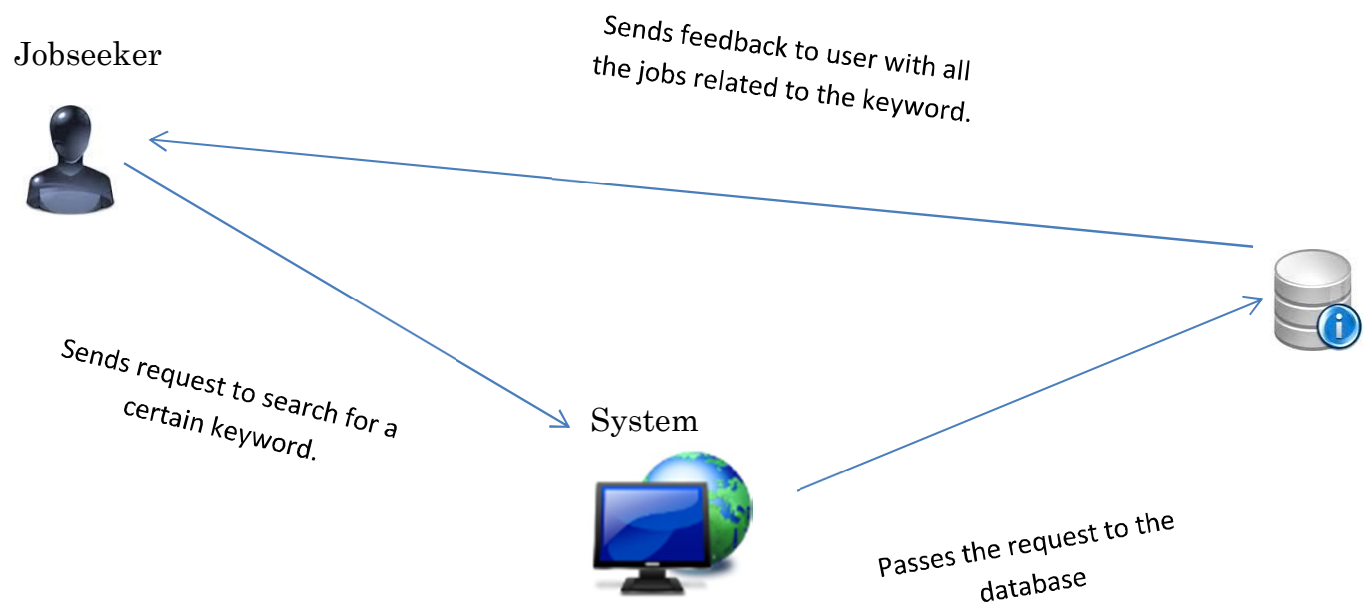 Jobseeker
Sends feedback to user with all
the jobs related to the keyword.
Sends request to search for a
certain keyword.
System
Passes the request to the
database
i